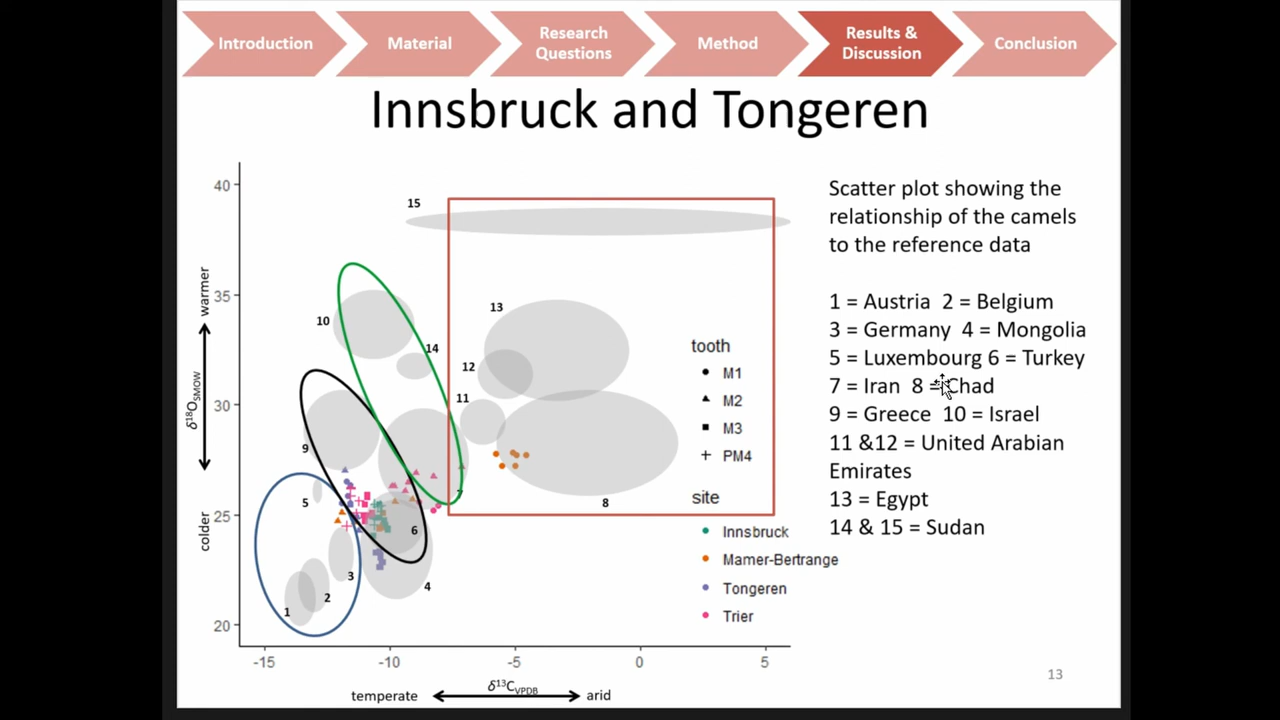 Introduction
Material
Research
Questions
Method
Results &
Discussion
Conclusion
Innsbruck and Tongeren
40
35
30
25
20
-15
-10
-5
0
5
warmer
δ18OSMOW
colder
δ13CVPDB
temperate
arid
15
13
10
14
12
11
9
7
8
5
6
3
4
2
1
tooth
M1
M2
M3
PM4
site
Innsbruck
Mamer-Bertrange
Tongeren
Trier
Scatter plot showing the
relationship of the camels
to the reference data
1 = Austria 2 = Belgium
3 = Germany 4 = Mongolia
5 = Luxembourg 6 = Turkey
7 = Iran 8 = Chad
9 = Greece 10 = Israel
11 &12 = United Arabian
Emirates
13 = Egypt
14 & 15 = Sudan
13